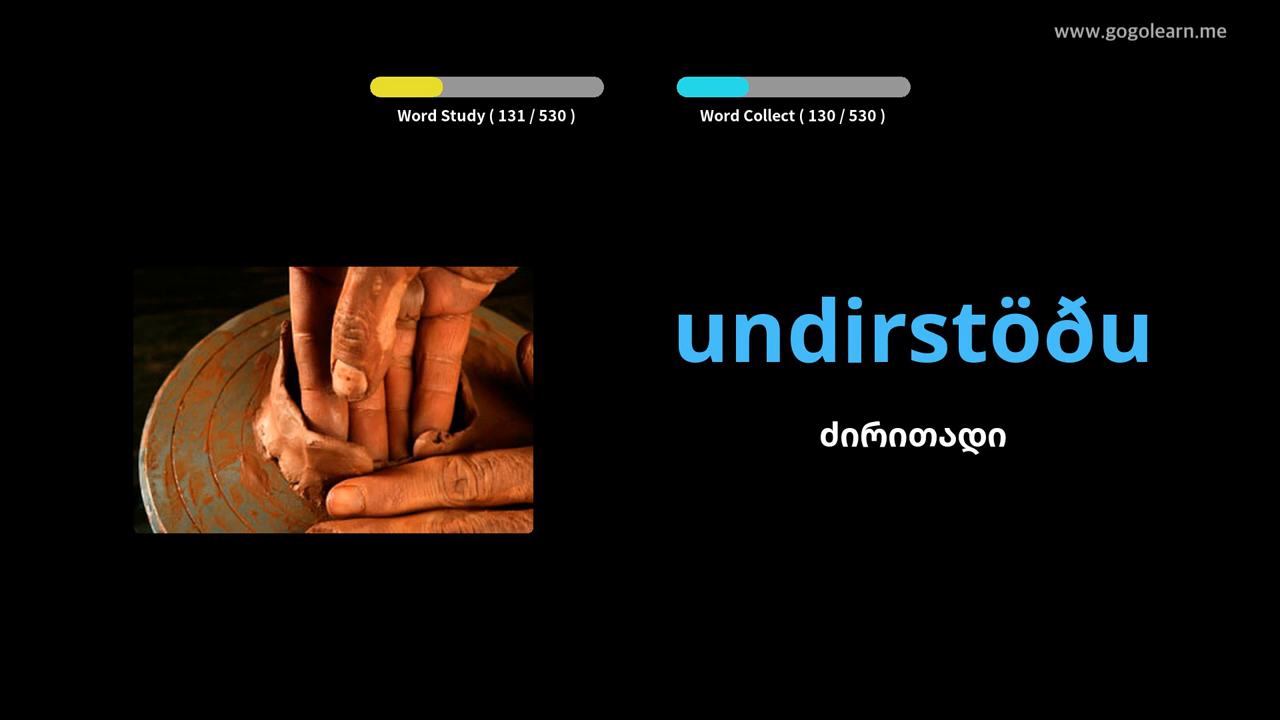 www.gogolearn.me
Word Study ( 131 / 530 )
Word Collect ( 130 / 530 )
undirstöðu
ძირითადი